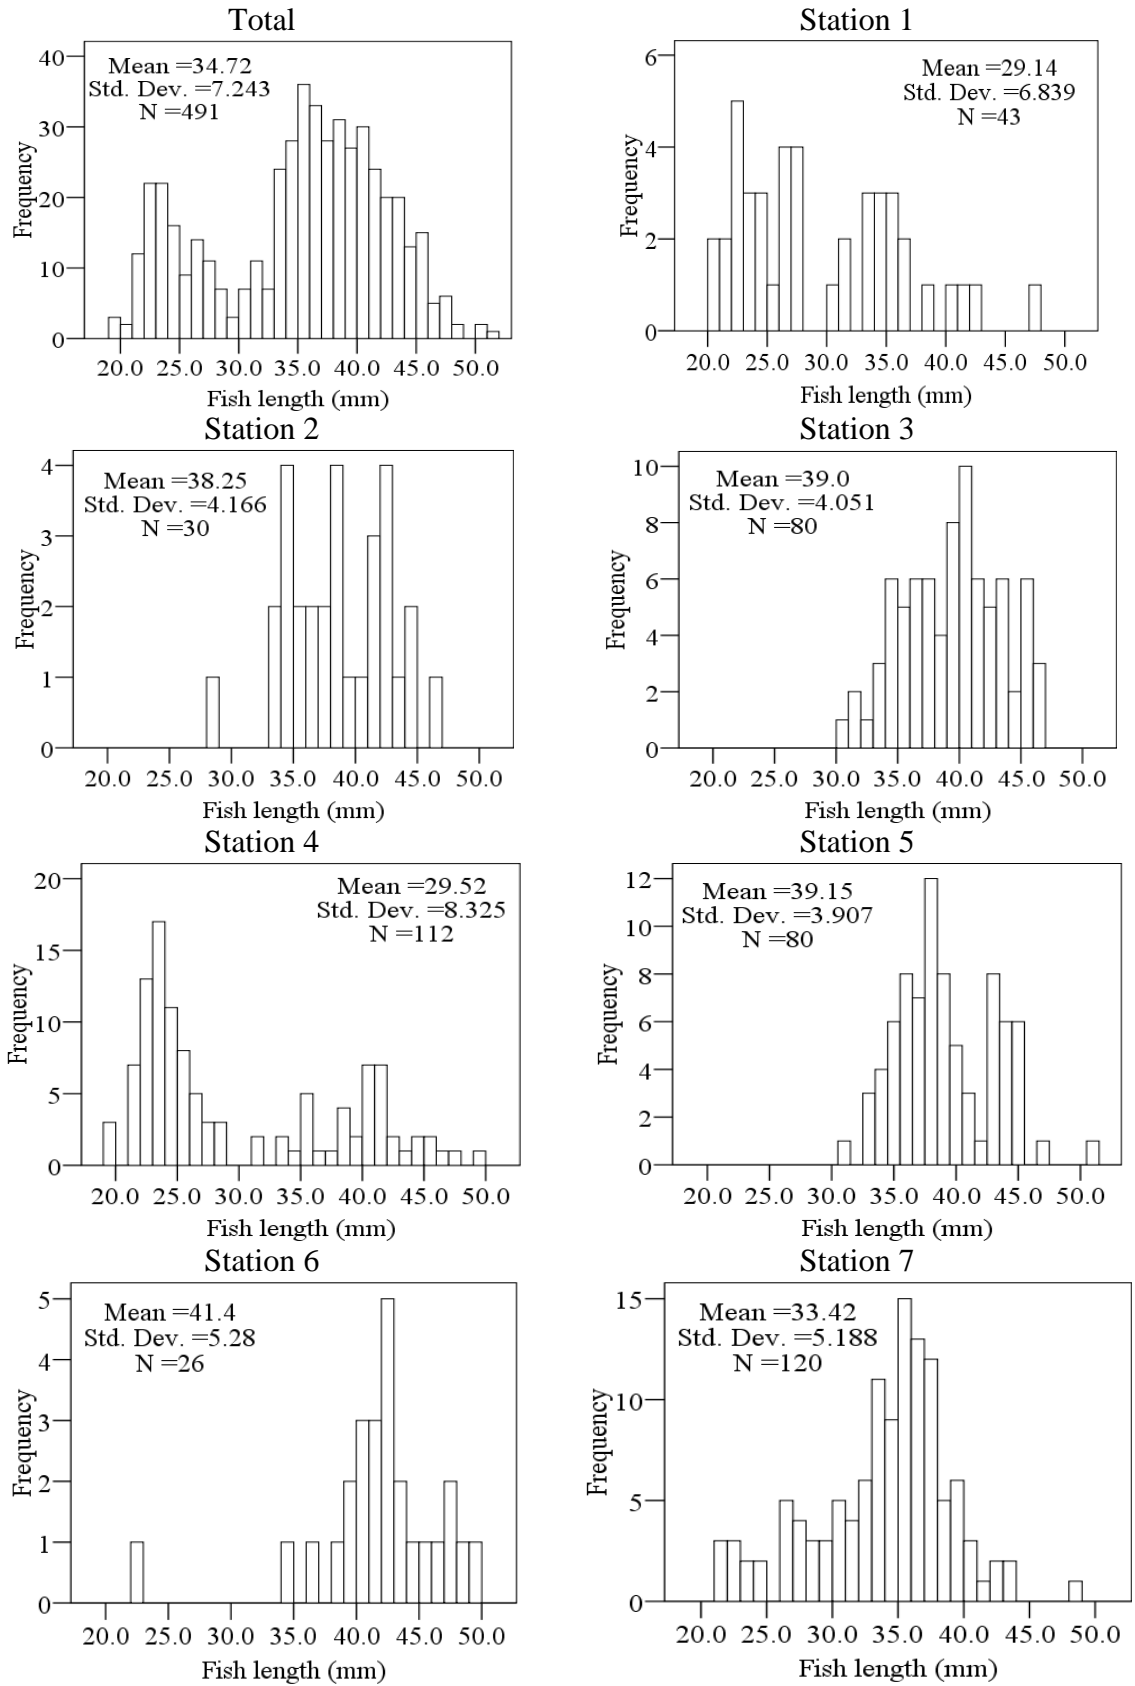 Total
Mean =34.72
Std. Dev. =7.243
N =491
Frequency
40
30
20
10
0
20.0 25.0 30.0 35.0 40.0 45.0 50.0
Fish length (mm)
Station 1
Mean =29.14
Std. Dev. =6.839
N =43
Frequency
6
4
2
0
20.0 25.0 30.0 35.0 40.0 45.0 50.0
Fish length (mm)
Station 2
Mean =38.25
Std. Dev. =4.166
N =30
Frequency
4
3
2
1
0
20.0 25.0 30.0 35.0 40.0 45.0 50.0
Fish length (mm)
Station 3
Mean =39.0
Std. Dev. =4.051
N =80
Frequency
10
8
6
4
2
0
20.0 25.0 30.0 35.0 40.0 45.0 50.0
Fish length (mm)
Station 4
Mean =29.52
Std. Dev. =8.325
N =112
Frequency
20
15
10
5
0
20.0 25.0 30.0 35.0 40.0 45.0 50.0
Fish length (mm)
Station 5
Mean =39.15
Std. Dev. =3.907
N =80
Frequency
12
10
8
6
4
2
0
20.0 25.0 30.0 35.0 40.0 45.0 50.0
Fish length (mm)
Station 6
Mean =41.4
Std. Dev. =5.28
N =26
Frequency
5
4
3
2
1
0
20.0 25.0 30.0 35.0 40.0 45.0 50.0
Fish length (mm)
Station 7
Mean =33.42
Std. Dev. =5.188
N =120
Frequency
15
10
5
0
20.0 25.0 30.0 35.0 40.0 45.0 50.0
Fish length (mm)